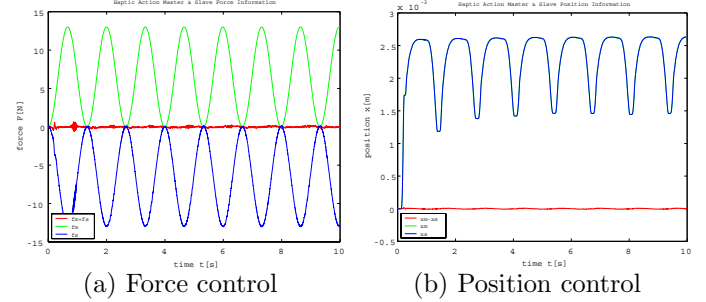 Haptic Action Master & Slave Force Information
15
10
5
0
-5
-10
-15
force F[N]
fm+fs
fm
fs
0 2 4 6 8 10
time t[s]
(a) Force control
Haptic Action Master & Slave Position Information
x 10^-3
3
2.5
2
1.5
1
0.5
0
-0.5
position x[m]
xm-xs
xm
xs
0 2 4 6 8 10
time t[s]
(b) Position control